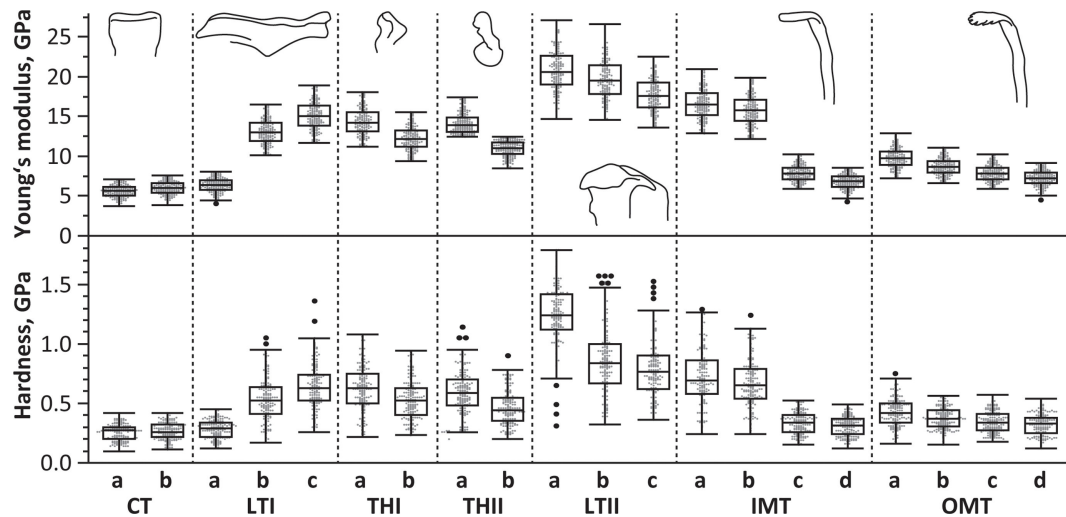 Young's modulus, GPa
25
20
15
10
5
0
Hardness, GPa
1.5
1.0
0.5
0.0
a b a b c a b a b a b c a b c d a b c d
CT LTI THI THII LTII IMT OMT